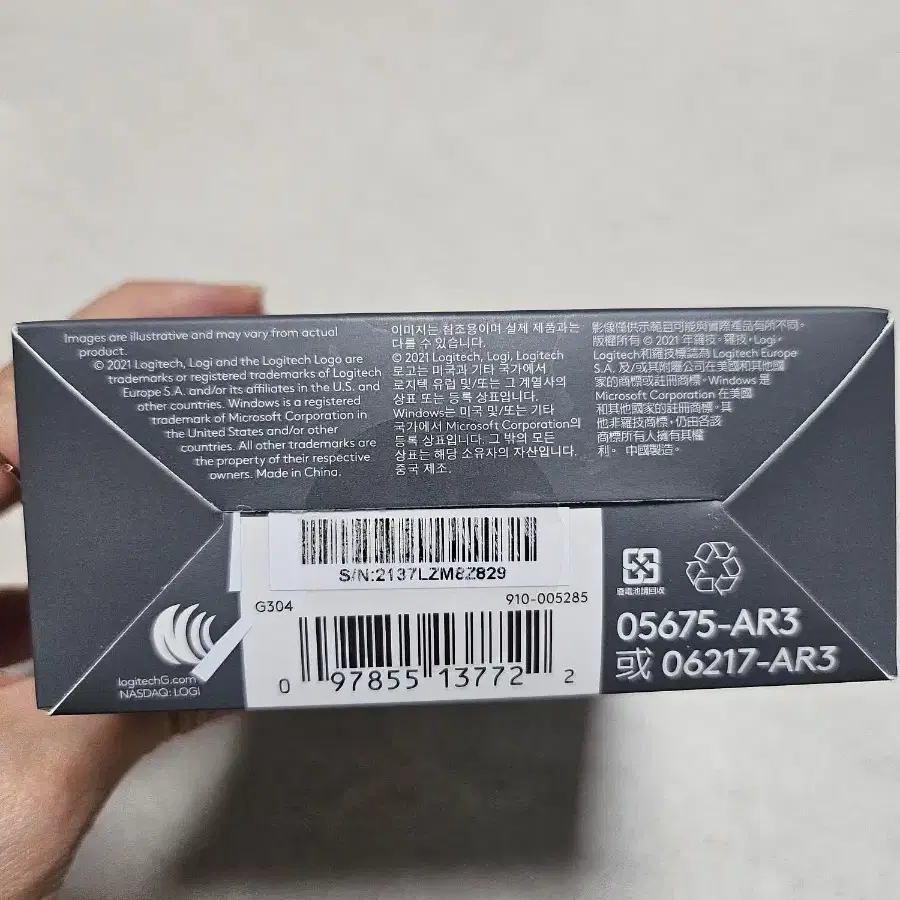 Images are illustrative and may vary from actual
product.
© 2021 Logitech, Logi and the Logitech Logo are
trademarks or registered trademarks of Logitech
Europe S.A. and/or its affiliates in the U.S. and
other countries. Windows is a registered
trademark of Microsoft Corporation in
the United States and/or other
countries. All other trademarks are
the property of their respective
owners. Made in China.
이미지는 참조용이며 실제 제품과는
다를 수 있습니다.
© 2021 Logitech, Logi, Logitech
로고는 미국과 기타 국가에서
로지텍 유럽 및/또는 그 계열사의
상표 또는 등록 상표입니다.
Windows는 미국 및/또는 기타
국가에서 Microsoft Corporation의
등록 상표입니다. 그 밖의 모든
상표는 해당 소유자의 자산입니다.
중국 제조.
影像僅供示範且可能與實際產品有所不同。
版權所有 © 2021 年羅技。羅技，Logi，
Logitech和羅技標誌為 Logitech Europe
S.A. 及/或其附屬公司在美國和其他國
家的商標或註冊商標。Windows 是
Microsoft Corporation 在美國
和其他國家的註冊商標。其
他非羅技商標，仍由各該
商標所有人擁有其權
利。 中國製造。
S/N:2137LZM8Z829
G304
910-005285
0 97855 13772 2
logitechG.com
NASDAQ: LOGI
廢電池請回收
05675-AR3
或 06217-AR3